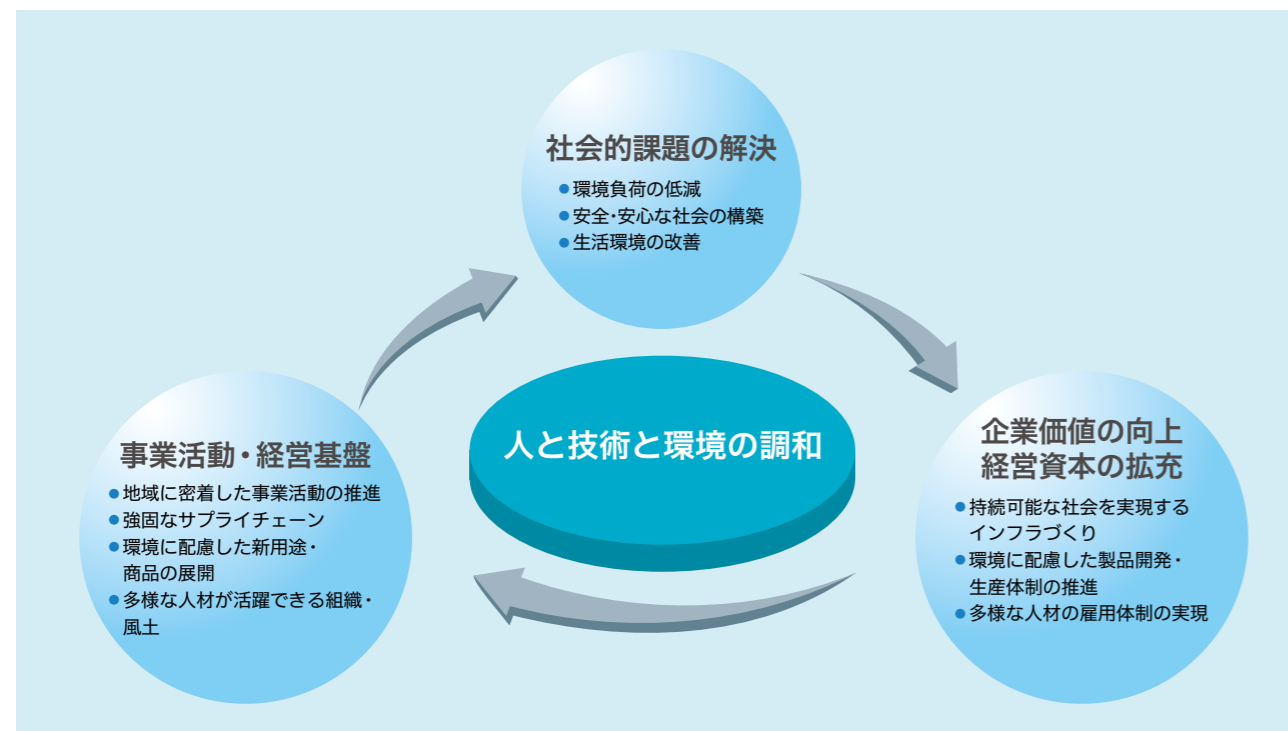 社会的課題の解決
●環境負荷の低減
●安全・安心な社会の構築
●生活環境の改善
人と技術と環境の調和
事業活動・経営基盤
●地域に密着した事業活動の推進
●強固なサプライチェーン
●環境に配慮した新用途・
商品の展開
●多様な人材が活躍できる組織・
風土
企業価値の向上
経営資本の拡充
●持続可能な社会を実現する
インフラづくり
●環境に配慮した製品開発・
生産体制の推進
●多様な人材の雇用体制の実現